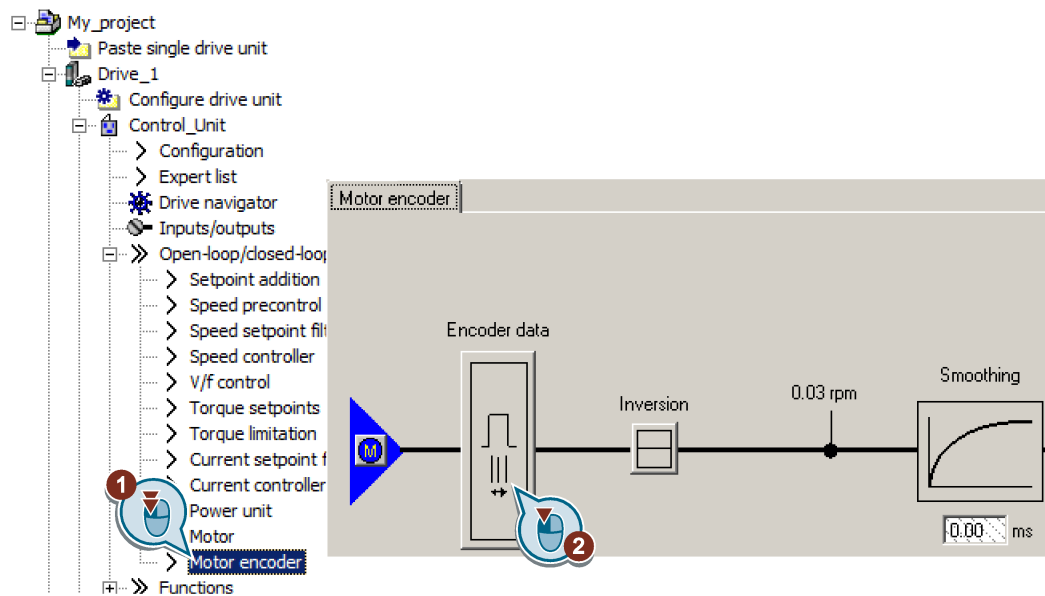 My_project
Paste single drive unit
Drive_1
Configure drive unit
Control_Unit
Configuration
Expert list
Drive navigator
Inputs/outputs
Open-loop/closed-loop
Setpoint addition
Speed precontrol
Speed setpoint filt
Speed controller
V/f control
Torque setpoints
Torque limitation
Current setpoint f
Current controller
Power unit
Motor
Motor encoder
Functions
1
Motor encoder
Encoder data
Inversion
0.03 rpm
Smoothing
M
0.00 ms
2